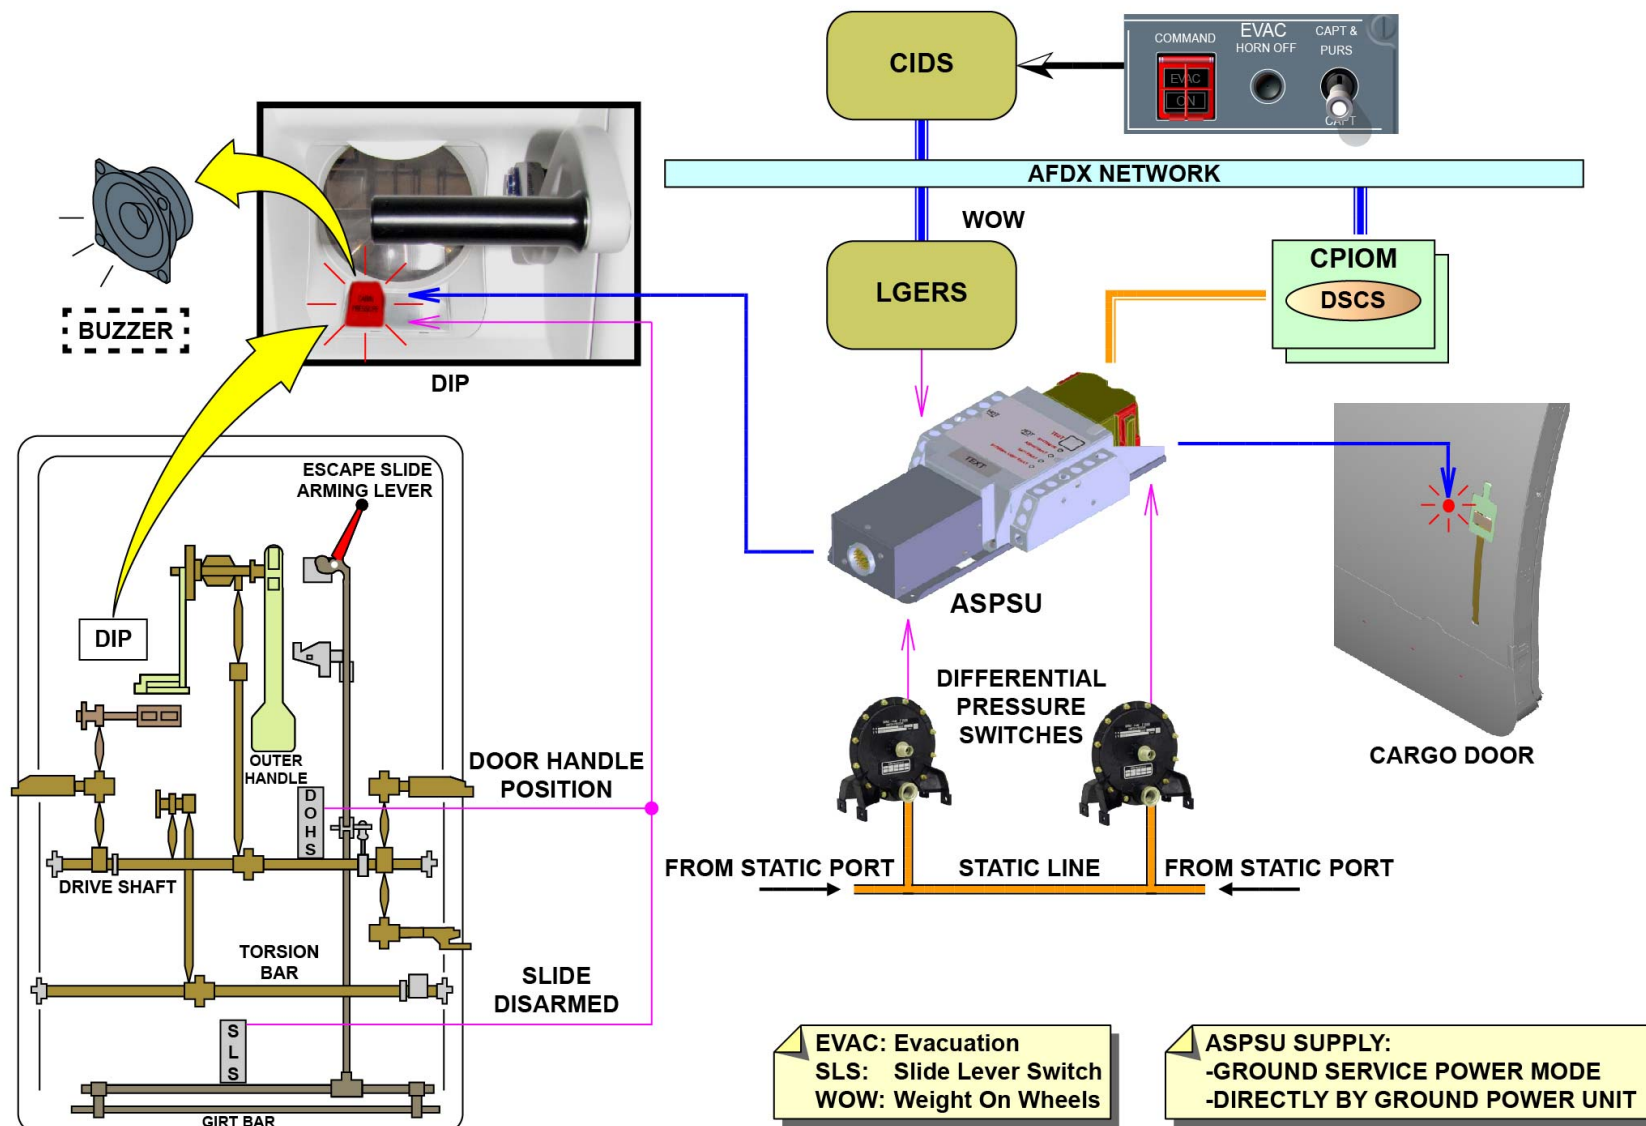 CIDS
COMMAND
EVAC
HORN OFF
CAPT &
PURS
EVAC
ON
CAPT
AFDX NETWORK
WOW
LGERS
CPIOM
DSCS
BUZZER
DIP
ESCAPE SLIDE
ARMING LEVER
TEXT
ASPSU
DIP
DIFFERENTIAL
PRESSURE
SWITCHES
CARGO DOOR
OUTER
HANDLE
DOOR HANDLE
POSITION
DOHS
FROM STATIC PORT
STATIC LINE
FROM STATIC PORT
DRIVE SHAFT
TORSION
BAR
SLIDE
DISARMED
SLS
GIRT BAR
EVAC: Evacuation
SLS: Slide Lever Switch
WOW: Weight On Wheels
ASPSU SUPPLY:
-GROUND SERVICE POWER MODE
-DIRECTLY BY GROUND POWER UNIT